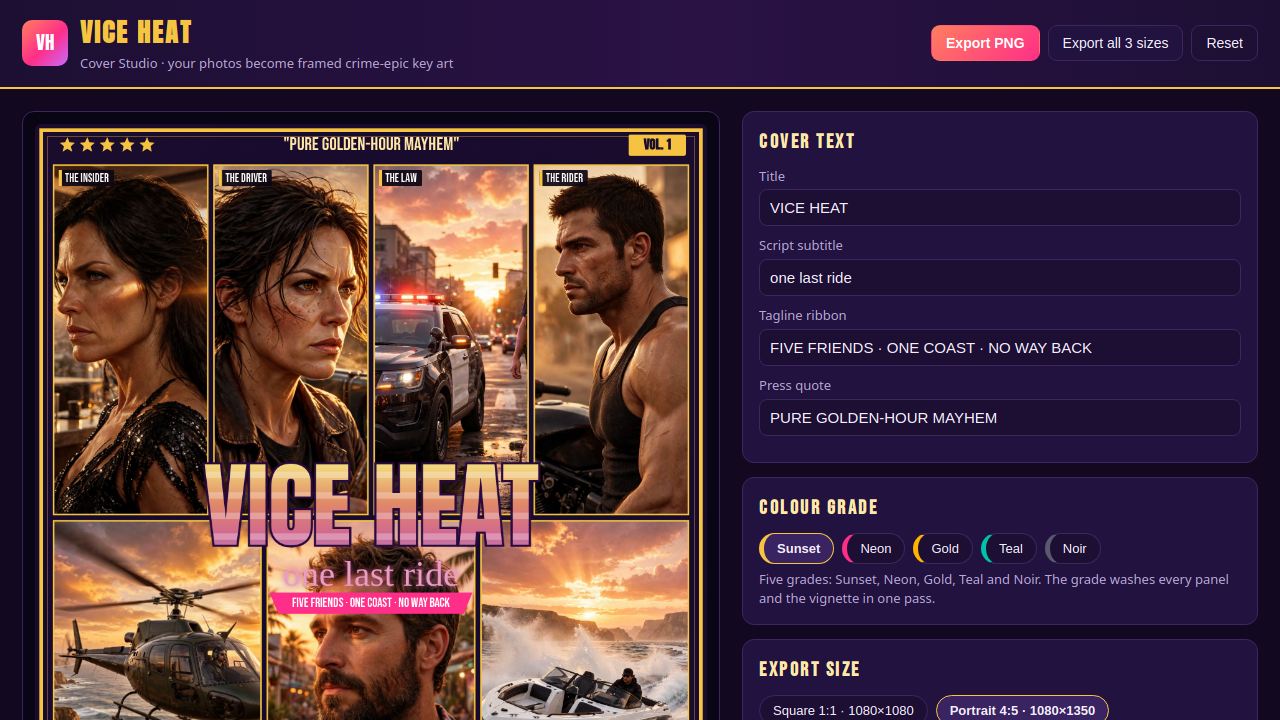 VH
VICE HEAT
Cover Studio · your photos become framed crime-epic key art
Export PNG
Export all 3 sizes
Reset
"PURE GOLDEN-HOUR MAYHEM"
VOL. 1
THE INSIDER
THE DRIVER
THE LAW
THE RIDER
VICE HEAT
one last ride
FIVE FRIENDS · ONE COAST · NO WAY BACK
COVER TEXT
Title
VICE HEAT
Script subtitle
one last ride
Tagline ribbon
FIVE FRIENDS · ONE COAST · NO WAY BACK
Press quote
PURE GOLDEN-HOUR MAYHEM
COLOUR GRADE
Sunset
Neon
Gold
Teal
Noir
Five grades: Sunset, Neon, Gold, Teal and Noir. The grade washes every panel
and the vignette in one pass.
EXPORT SIZE
Square 1:1 · 1080×1080
Portrait 4:5 · 1080×1350